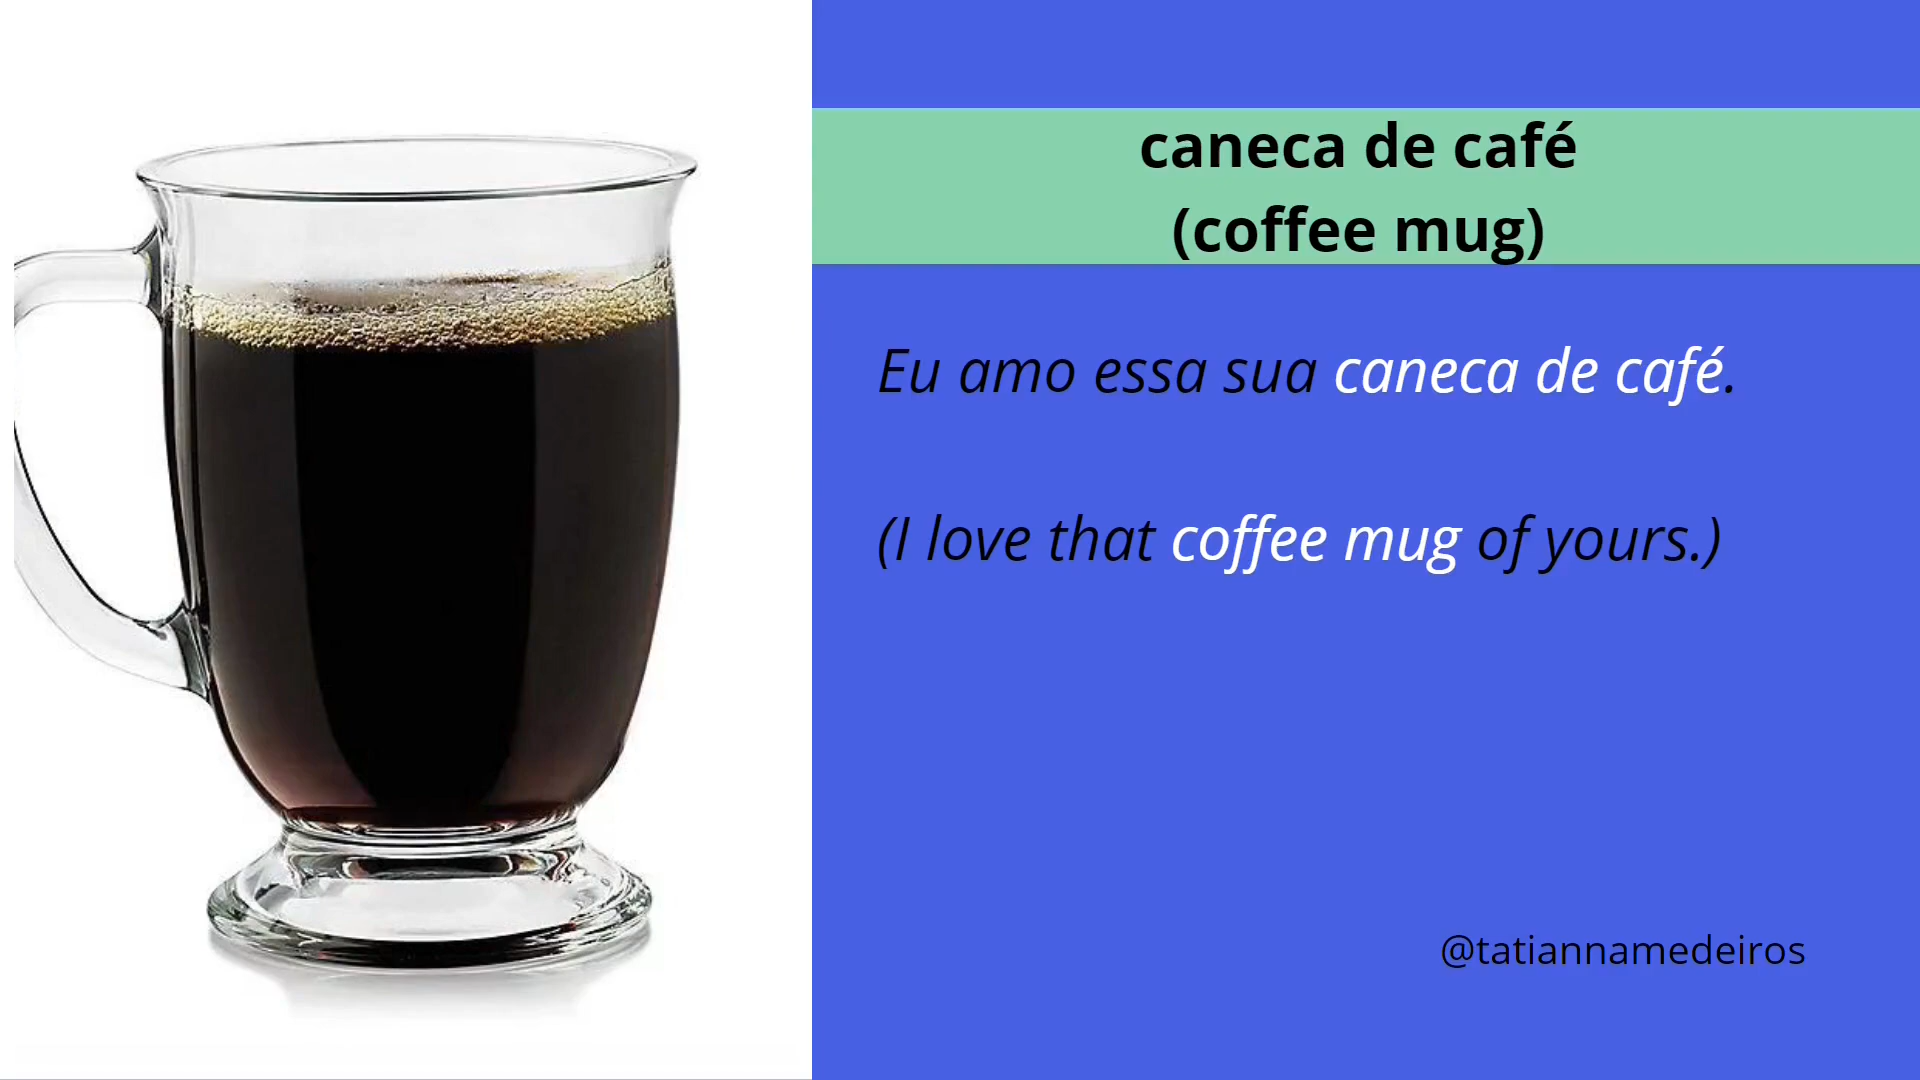 caneca de café
(coffee mug)
Eu amo essa sua caneca de café.
(I love that coffee mug of yours.)
@tatiannamedeiros